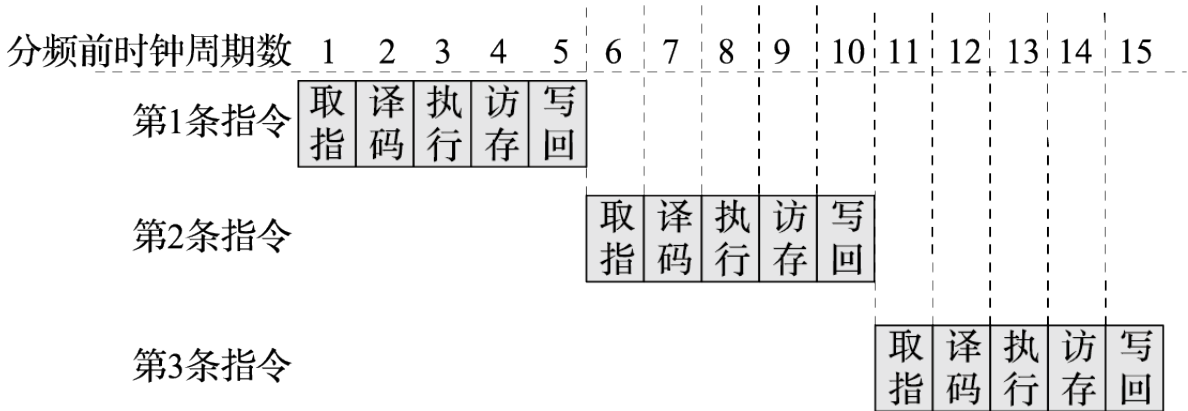 分频前时钟周期数 1 2 3 4 5 6 7 8 9 10 11 12 13 14 15
第1条指令 取指 译码 执行 访存 写回
第2条指令 取指 译码 执行 访存 写回
第3条指令 取指 译码 执行 访存 写回